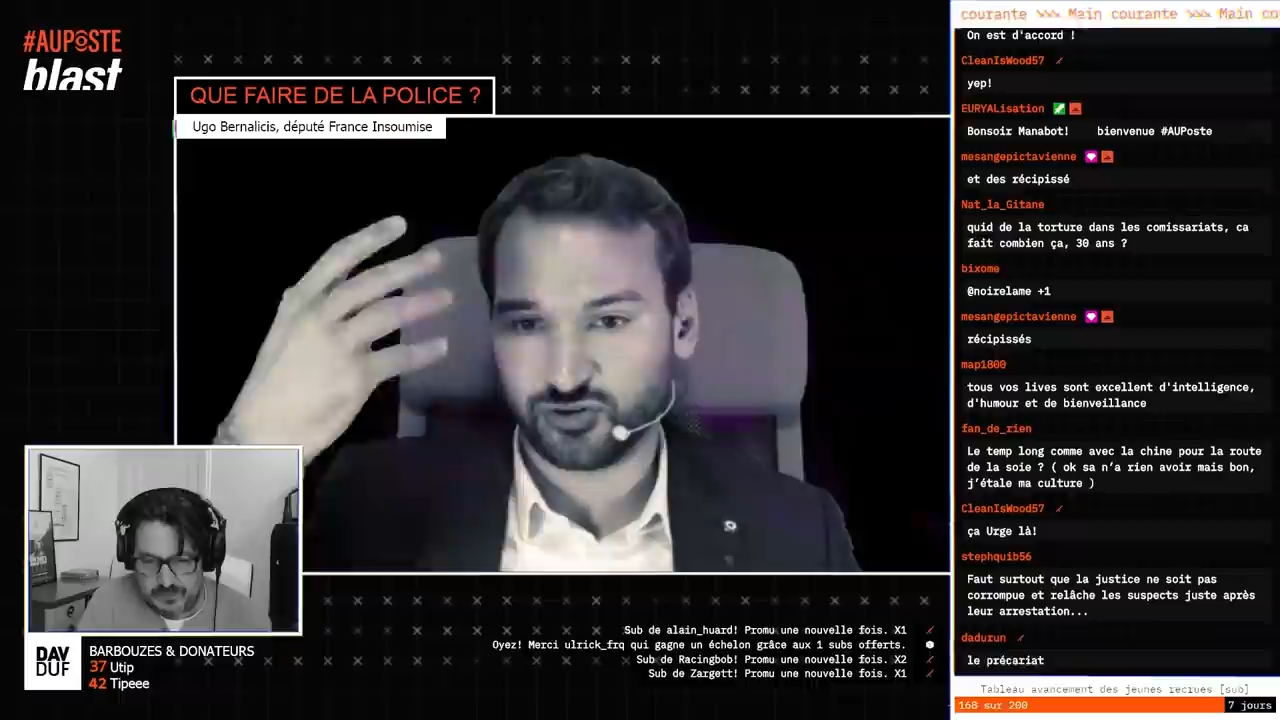 #AUPOSTE
blast
QUE FAIRE DE LA POLICE ?
Ugo Bernalicis, député France Insoumise
DAV
DUF
BARBOUZES & DONATEURS
37 Utip
42 Tipeee
Sub de alain_huard! Promu une nouvelle fois. X1
Oyez! Merci ulrick_frq qui gagne un échelon grâce aux 1 subs offerts.
Sub de Racingbob! Promu une nouvelle fois. X2
Sub de Zargett! Promu une nouvelle fois. X1
courante >>> Main courante >>> Main co
On est d'accord !
CleanIsWood57
yep!
EURYALisation
Bonsoir Manabot! bienvenue #AUPoste
mesangepictavienne
et des récipissé
Nat_la_Gitane
quid de la torture dans les comissariats, ca
fait combien ça, 30 ans ?
bixome
@noirelame +1
mesangepictavienne
récipissés
map1800
tous vos lives sont excellent d'intelligence,
d'humour et de bienveillance
fan_de_rien
Le temp long comme avec la chine pour la route
de la soie ? ( ok sa n’a rien avoir mais bon,
j’étale ma culture )
CleanIsWood57
ça Urge là!
stephquib56
Faut surtout que la justice ne soit pas
corrompue et relâche les suspects juste après
leur arrestation...
dadurun
le précariat
Tableau avancement des jeunes recrues [sub]
168 sur 200
7 jours